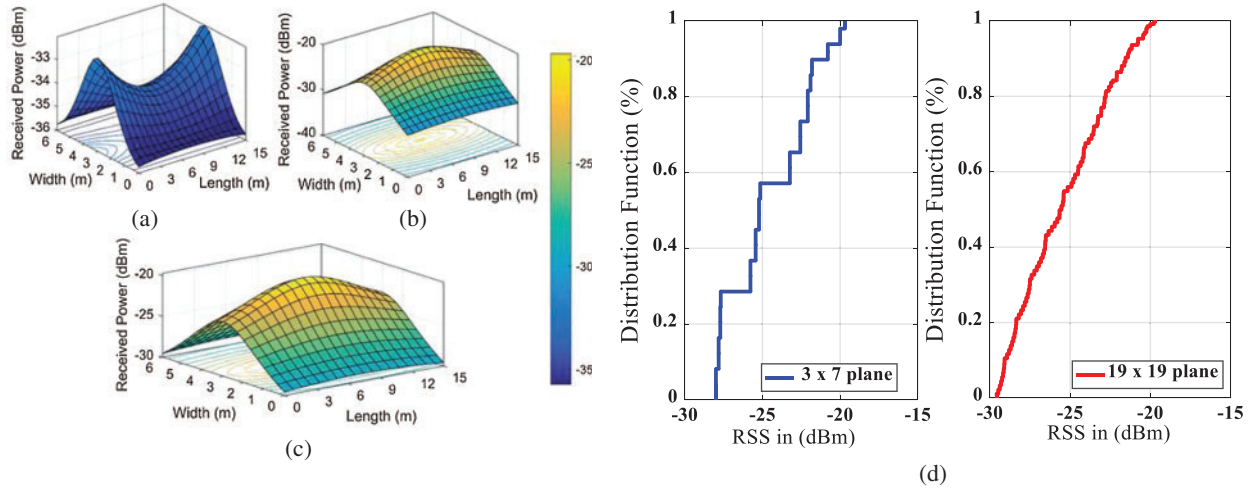 Received Power (dBm)
-33
-34
-35
-36
6 5 4 3 2 1 0
Width (m)
0 3 6 9 12 15
Length (m)
(a)
Received Power (dBm)
-20
-30
-40
6 5 4 3 2 1 0
Width (m)
0 3 6 9 12 15
Length (m)
(b)
Received Power (dBm)
-20
-25
-30
6 5 4 3 2 1 0
Width (m)
0 3 6 9 12 15
Length (m)
(c)
-20
-25
-30
-35
Distribution Function (%)
1
0.8
0.6
0.4
0.2
0
-30 -25 -20 -15
RSS in (dBm)
3 x 7 plane
Distribution Function (%)
1
0.8
0.6
0.4
0.2
0
-30 -25 -20 -15
RSS in (dBm)
19 x 19 plane
(d)